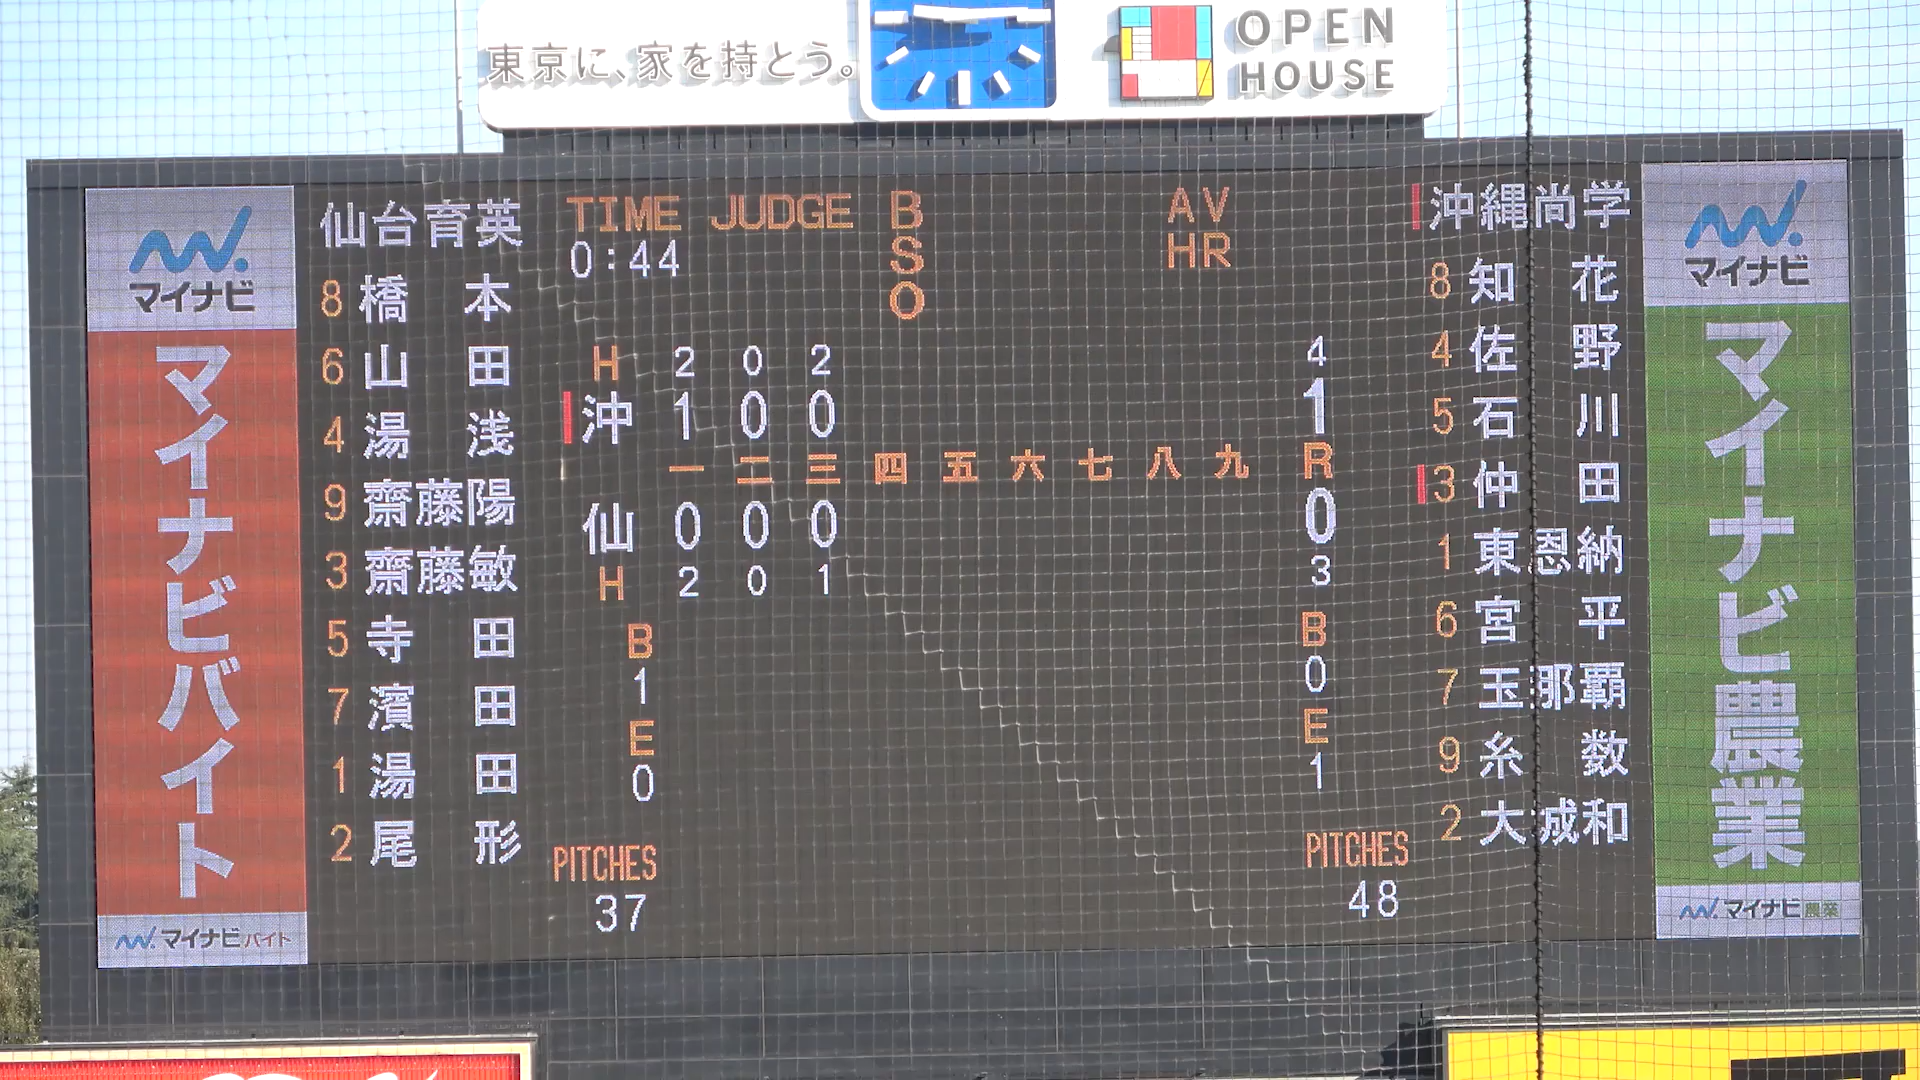 東京に、家を持とう。
OPEN
HOUSE
マイナビ
マイナビバイト
マイナビバイト
仙台育英
8 橋本
6 山田
4 湯浅
9 齋藤陽
3 齋藤敏
5 寺田
7 濱田
1 湯田
2 尾形
TIME JUDGE B
0:44 S
O
AV
HR
H 2 0 2 4
沖 1 0 0 1
一 二 三 四 五 六 七 八 九 R
仙 0 0 0 0
H 2 0 1 3
B
1
E
0
PITCHES
37
B
0
E
1
PITCHES
48
沖縄尚学
8 知花
4 佐野
5 石川
3 仲田
1 東恩納
6 宮平
7 玉那覇
9 糸数
2 大城和
マイナビ
マイナビ農業
マイナビ農業